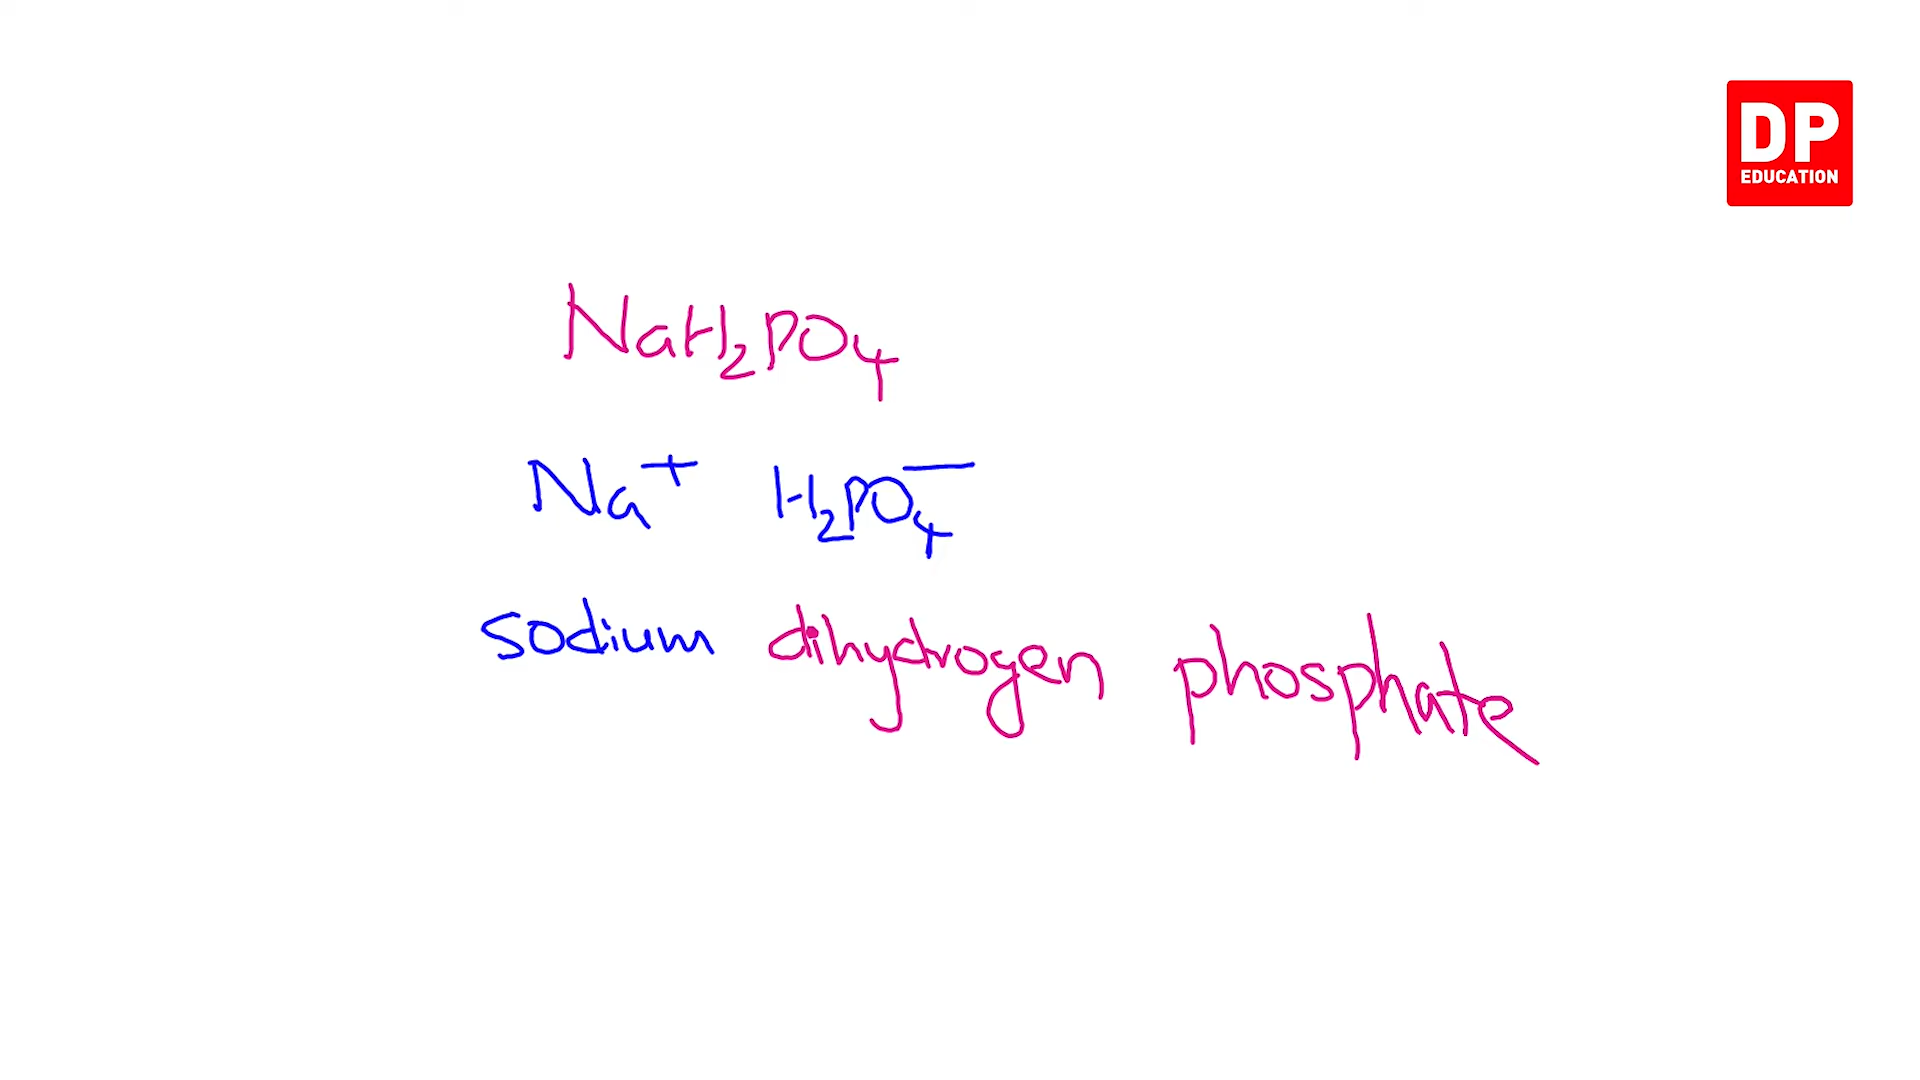 DP
EDUCATION
NaH₂PO₄
Na⁺ H₂PO₄⁻
sodium dihydrogen phosphate